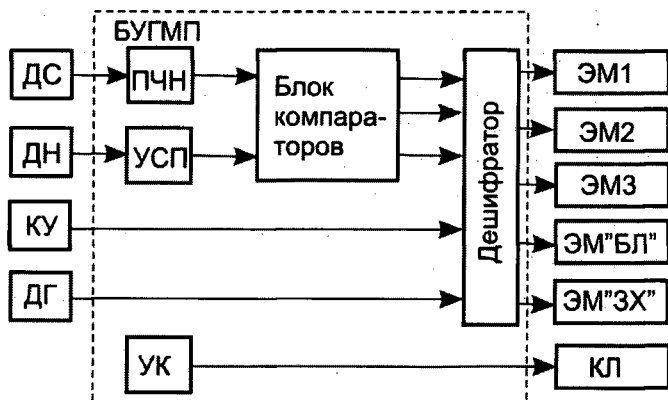 БУГМП
ДС
ПЧН
Блок
компара-
торов
Дешифратор
ЭМ1
ДН
УСП
ЭМ2
ЭМ3
КУ
ЭМ"БЛ"
ДГ
ЭМ"ЗХ"
УК
КЛ